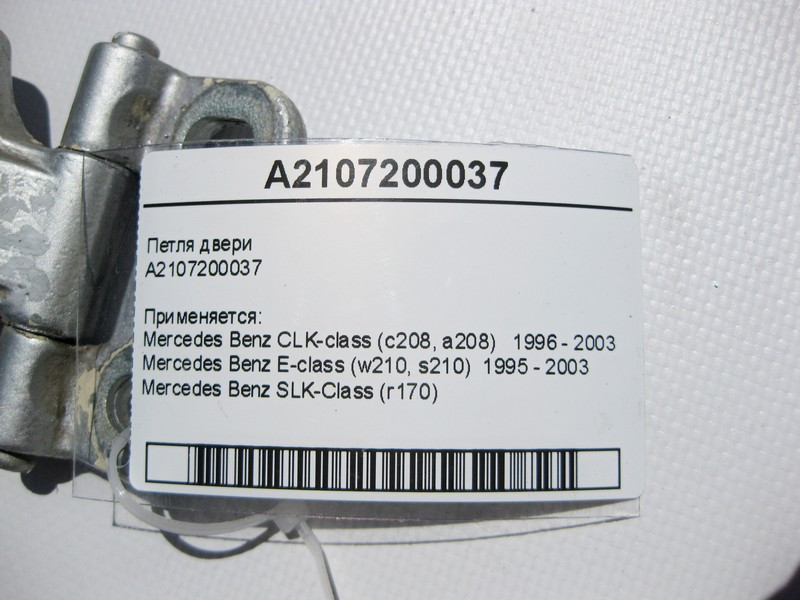 A2107200037
Петля двери
A2107200037
Применяется:
Mercedes Benz CLK-class (c208, a208) 1996 - 2003
Mercedes Benz E-class (w210, s210) 1995 - 2003
Mercedes Benz SLK-Class (r170)